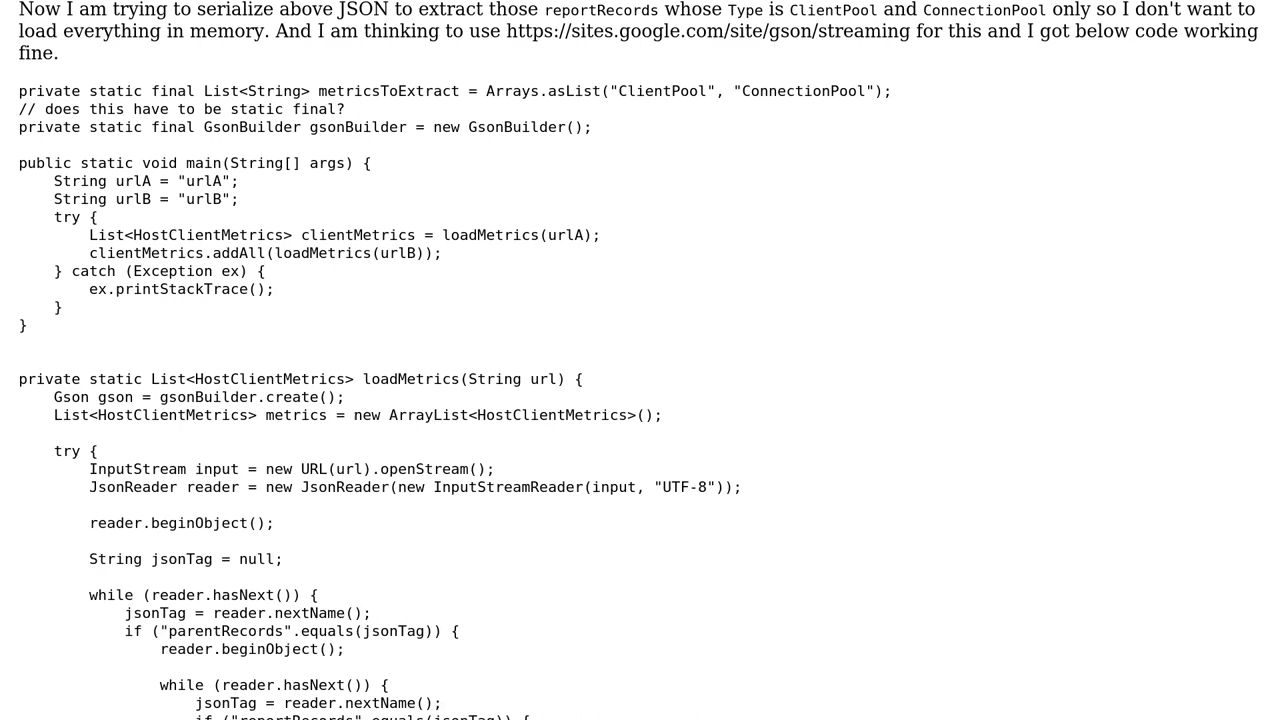 Now I am trying to serialize above JSON to extract those reportRecords whose Type is ClientPool and ConnectionPool only so I don't want to
load everything in memory. And I am thinking to use https://sites.google.com/site/gson/streaming for this and I got below code working
fine.
private static final List<String> metricsToExtract = Arrays.asList("ClientPool", "ConnectionPool");
// does this have to be static final?
private static final GsonBuilder gsonBuilder = new GsonBuilder();
public static void main(String[] args) {
    String urlA = "urlA";
    String urlB = "urlB";
    try {
        List<HostClientMetrics> clientMetrics = loadMetrics(urlA);
        clientMetrics.addAll(loadMetrics(urlB));
    } catch (Exception ex) {
        ex.printStackTrace();
    }
}
private static List<HostClientMetrics> loadMetrics(String url) {
    Gson gson = gsonBuilder.create();
    List<HostClientMetrics> metrics = new ArrayList<HostClientMetrics>();
    try {
        InputStream input = new URL(url).openStream();
        JsonReader reader = new JsonReader(new InputStreamReader(input, "UTF-8"));
        reader.beginObject();
        String jsonTag = null;
        while (reader.hasNext()) {
            jsonTag = reader.nextName();
            if ("parentRecords".equals(jsonTag)) {
                reader.beginObject();
                while (reader.hasNext()) {
                    jsonTag = reader.nextName();
                    if ("reportRecords".equals(jsonTag)) {